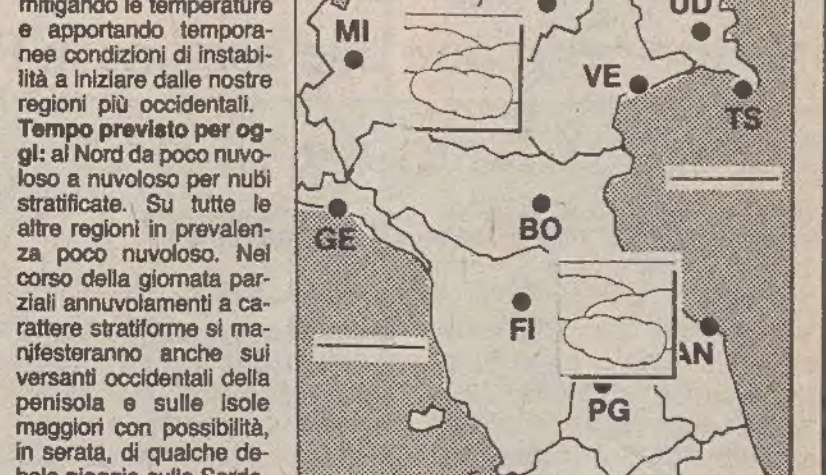 mitigando le temperature
e apportando tempora-
nee condizioni di instabi-
lità a iniziare dalle nostre
regioni più occidentali.
Tempo previsto per og-
gi: al Nord da poco nuvo-
loso a nuvoloso per nubi
stratificate. Su tutte le
altre regioni in prevalen-
za poco nuvoloso. Nel
corso della giornata par-
ziali annuvolamenti a ca-
rattere stratiforme si ma-
nifesteranno anche sui
versanti occidentali della
penisola e sulle isole
maggiori con possibilità,
in serata, di qualche de-
bole pioggia sulla Sarde-
MI
UD
VE
TS
GE
BO
FI
AN
PG